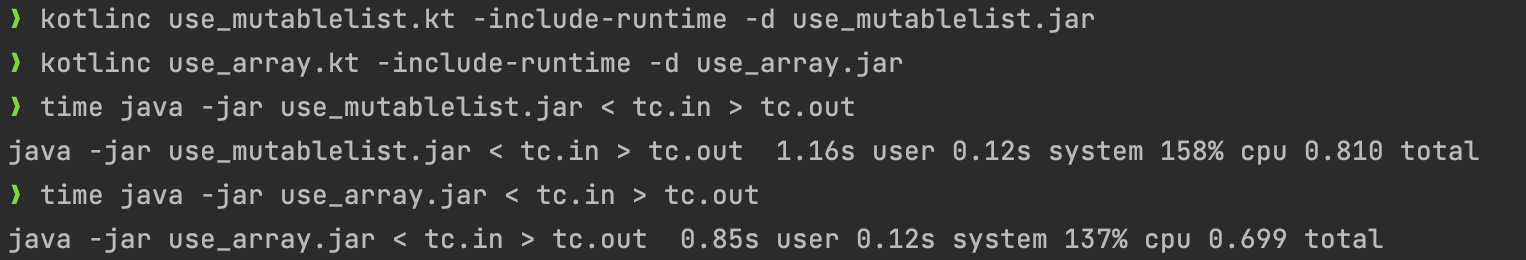 ❯ kotlinc use_mutablelist.kt -include-runtime -d use_mutablelist.jar
❯ kotlinc use_array.kt -include-runtime -d use_array.jar
❯ time java -jar use_mutablelist.jar < tc.in > tc.out
java -jar use_mutablelist.jar < tc.in > tc.out  1.16s user 0.12s system 158% cpu 0.810 total
❯ time java -jar use_array.jar < tc.in > tc.out
java -jar use_array.jar < tc.in > tc.out  0.85s user 0.12s system 137% cpu 0.699 total